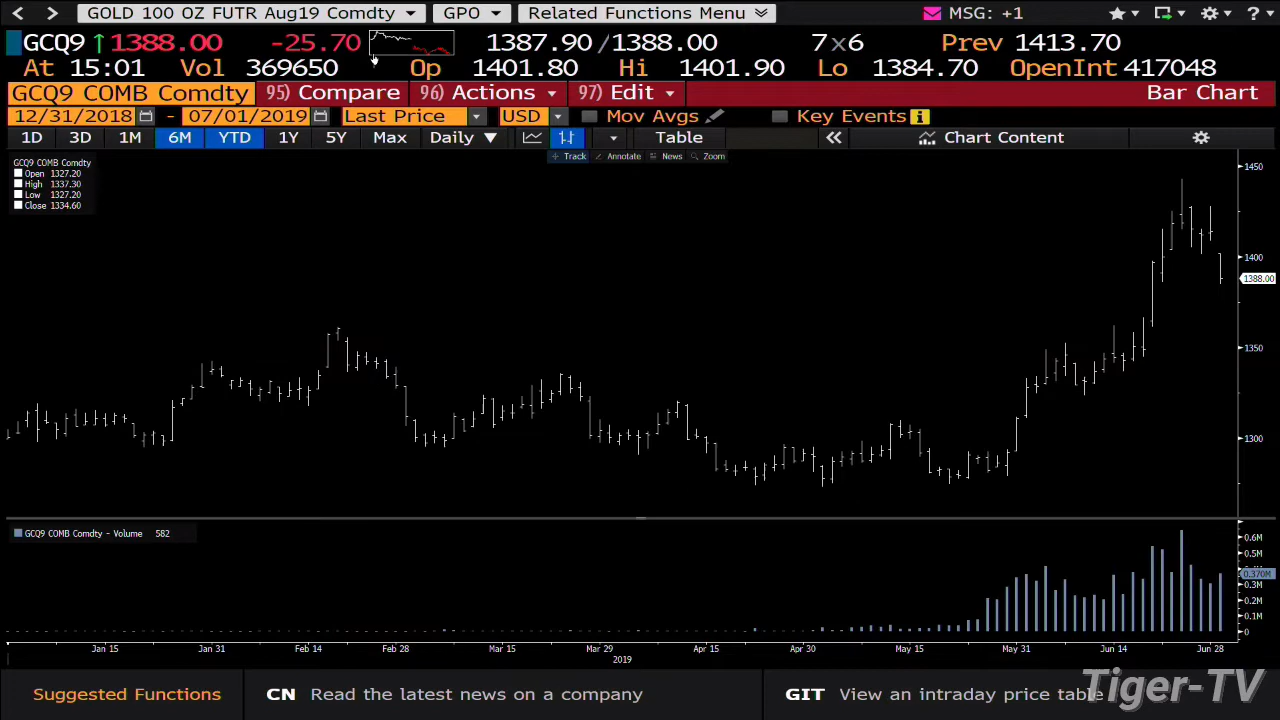 GOLD 100 OZ FUTR Aug19 Comdty GPO Related Functions Menu MSG: +1 ?
GCQ9 ↑1388.00 -25.70 1387.90/1388.00 7x6 Prev 1413.70
At 15:01 Vol 369650 Op 1401.80 Hi 1401.90 Lo 1384.70 OpenInt 417048
GCQ9 COMB Comdty 95) Compare 96) Actions 97) Edit Bar Chart
12/31/2018 - 07/01/2019 Last Price USD Mov Avgs Key Events i
1D 3D 1M 6M YTD 1Y 5Y Max Daily ▼ Table « Chart Content
Track Annotate News Zoom
GCQ9 COMB Comdty
Open 1327.20
High 1337.30
Low 1327.20
Close 1334.60
1450
1400
1388.00
1350
1300
GCQ9 COMB Comdty - Volume 582
0.6M
0.5M
0.370M
0.3M
0.2M
0.1M
0
Jan 15 Jan 31 Feb 14 Feb 28 Mar 15 Mar 29 Apr 15 Apr 30 May 15 May 31 Jun 14 Jun 28
2019
Suggested Functions CN Read the latest news on a company GIT View an intraday price table
Tiger-TV